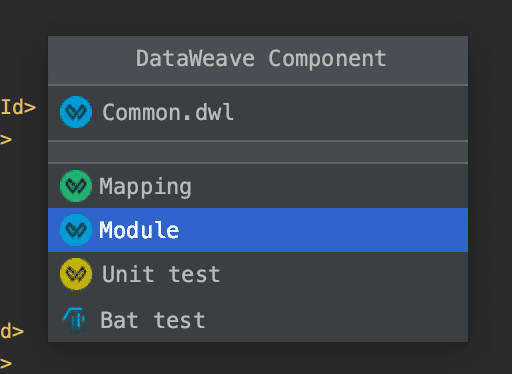 DataWeave Component
Id>
Common.dwl
>
Mapping
Module
Unit test
Bat test
d>
>